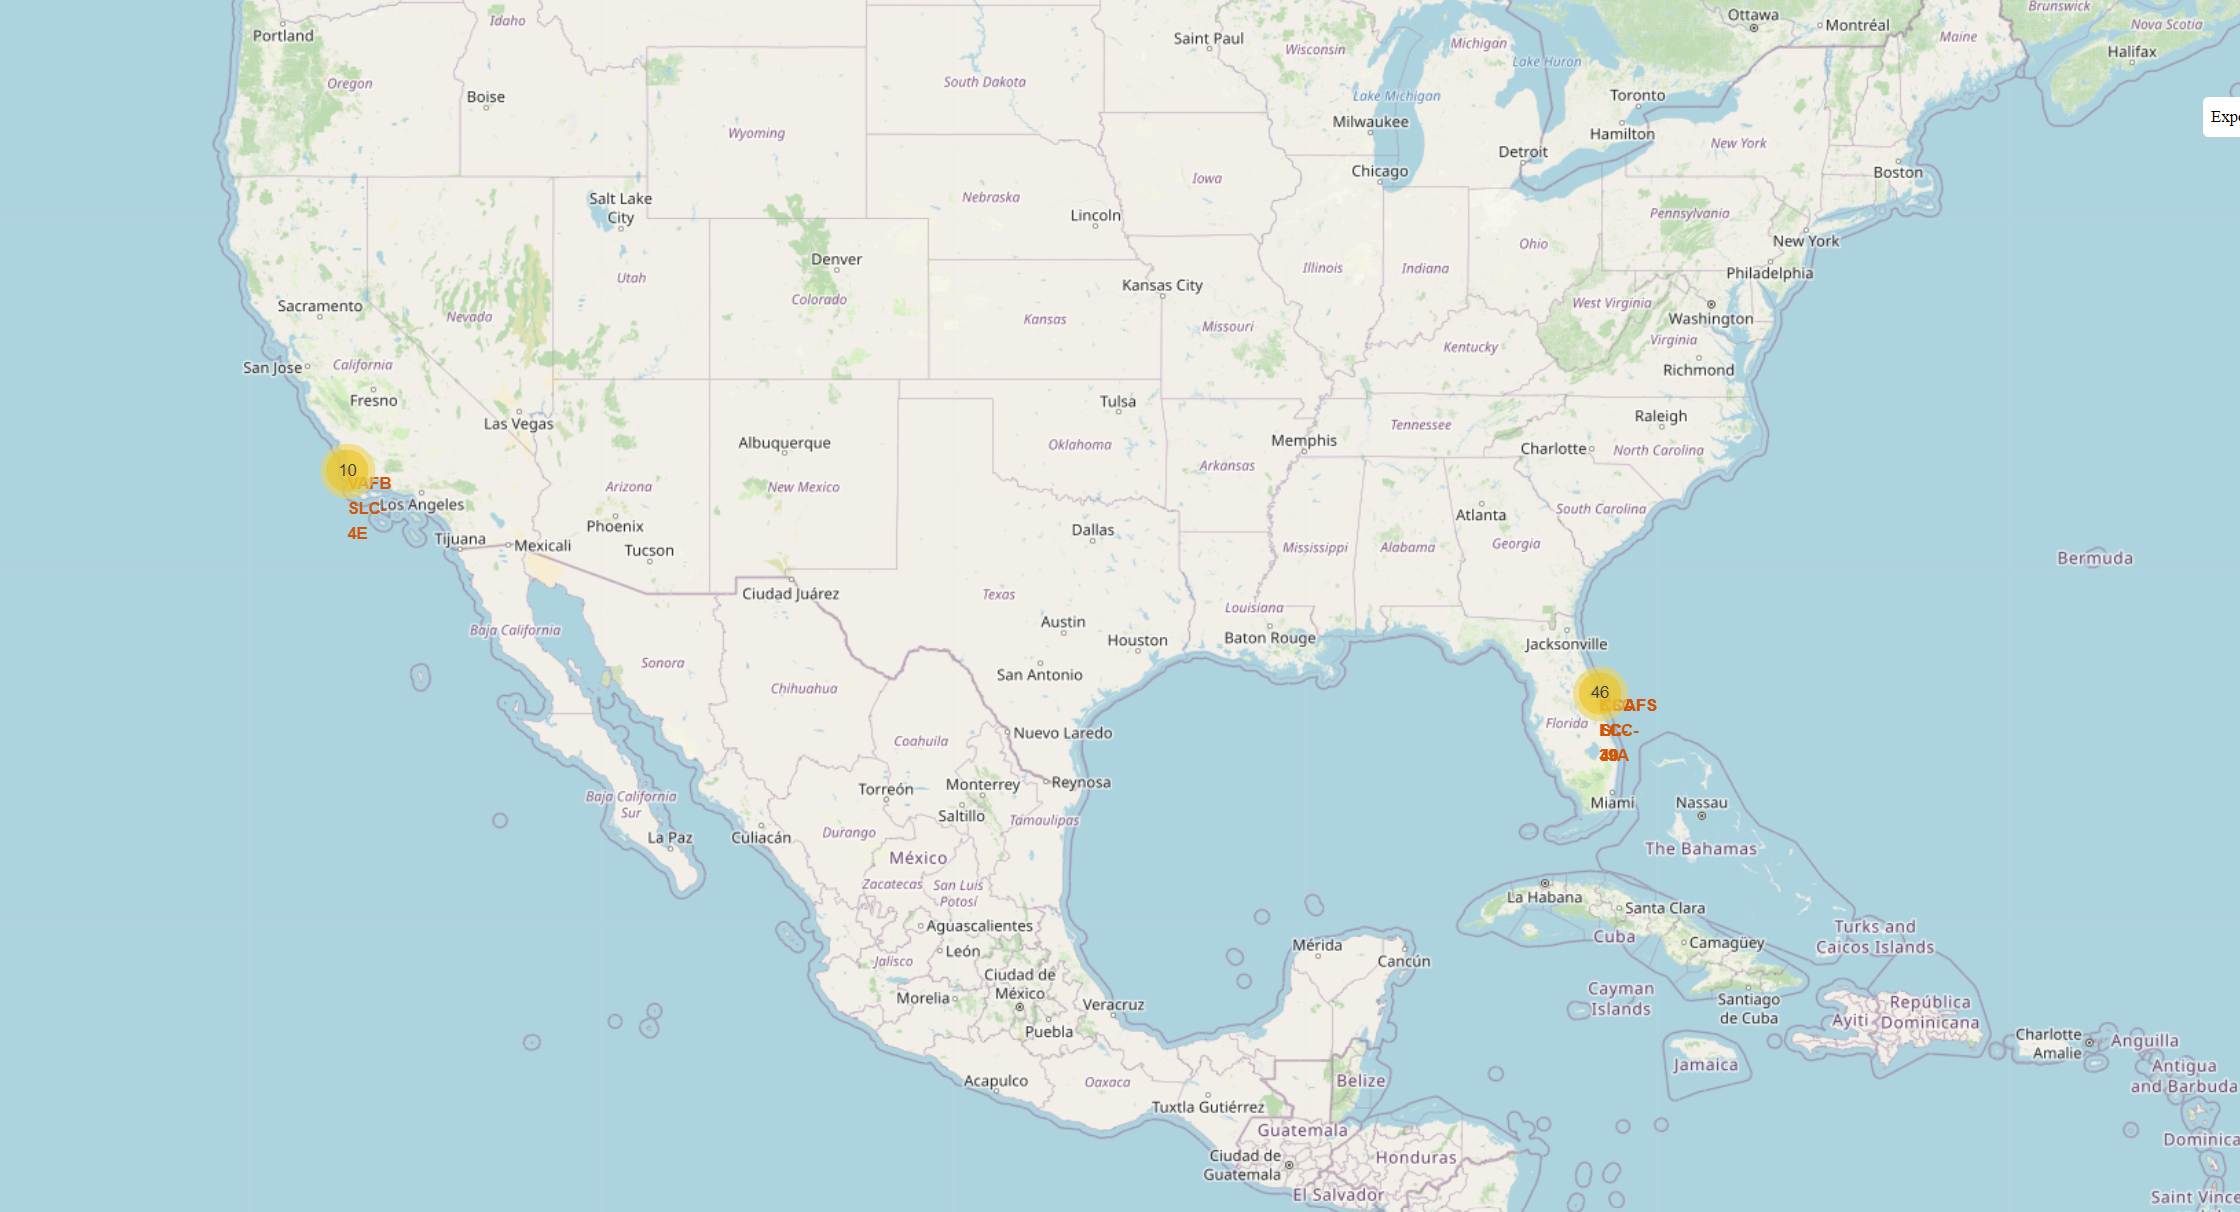 Portland
Idaho
Oregon
Boise
Wyoming
South Dakota
Saint Paul
Wisconsin
Michigan
Lake Huron
Lake Michigan
Milwaukee
Chicago
Detroit
Toronto
Hamilton
Ottawa
Montréal
Maine
Brunswick
Nova Scotia
Halifax
New York
Boston
Expo
Salt Lake
City
Nebraska
Iowa
Lincoln
Denver
Utah
Colorado
Sacramento
Nevada
California
San Jose
Fresno
Las Vegas
Kansas City
Kansas
Missouri
Illinois
Indiana
Ohio
Pennsylvania
New York
Philadelphia
West Virginia
Washington
Virginia
Richmond
Kentucky
Tulsa
Albuquerque
Oklahoma
Memphis
Tennessee
Raleigh
Charlotte
North Carolina
10
VAFB
SLC-
4E
Los Angeles
Arizona
New Mexico
Arkansas
Phoenix
Tucson
Tijuana
Mexicali
Dallas
Atlanta
South Carolina
Mississippi
Alabama
Georgia
Bermuda
Ciudad Juárez
Texas
Louisiana
Austin
Houston
Baton Rouge
San Antonio
Jacksonville
Baja California
Sonora
Chihuahua
46
Florida
Coahuila
Nuevo Laredo
Torreón
Monterrey
Reynosa
Saltillo
Tamaulipas
Baja California
Sur
La Paz
Culiacán
Durango
México
Miami
Nassau
The Bahamas
Zacatecas
San Luis
Potosí
Aguascalientes
León
Jalisco
Ciudad de
México
Morelia
Veracruz
Puebla
Acapulco
Oaxaca
Tuxtla Gutiérrez
Mérida
Cancún
La Habana
Santa Clara
Cuba
Camagüey
Turks and
Caicos Islands
Cayman
Islands
Santiago
de Cuba
Ayiti
República
Dominicana
Jamaica
Charlotte
Amalie
Anguilla
Antigua
and Barbuda
Belize
Guatemala
Ciudad de
Guatemala
Honduras
El Salvador
Dominica
Saint Vince